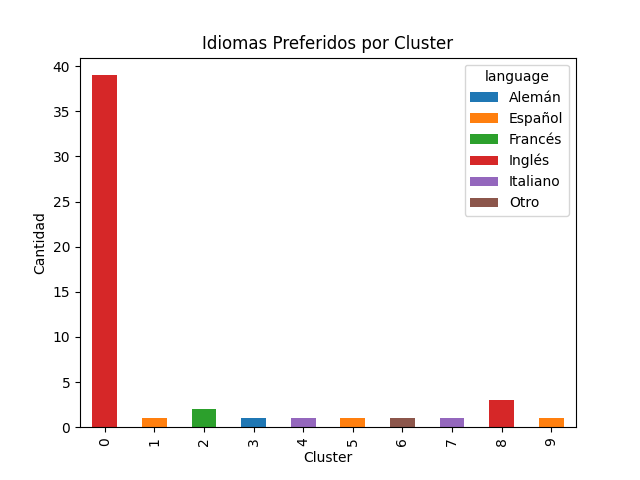 Idiomas Preferidos por Cluster
language
Alemán
Español
Francés
Inglés
Italiano
Otro
Cantidad
40
35
30
25
20
15
10
5
0
0 1 2 3 4 5 6 7 8 9
Cluster